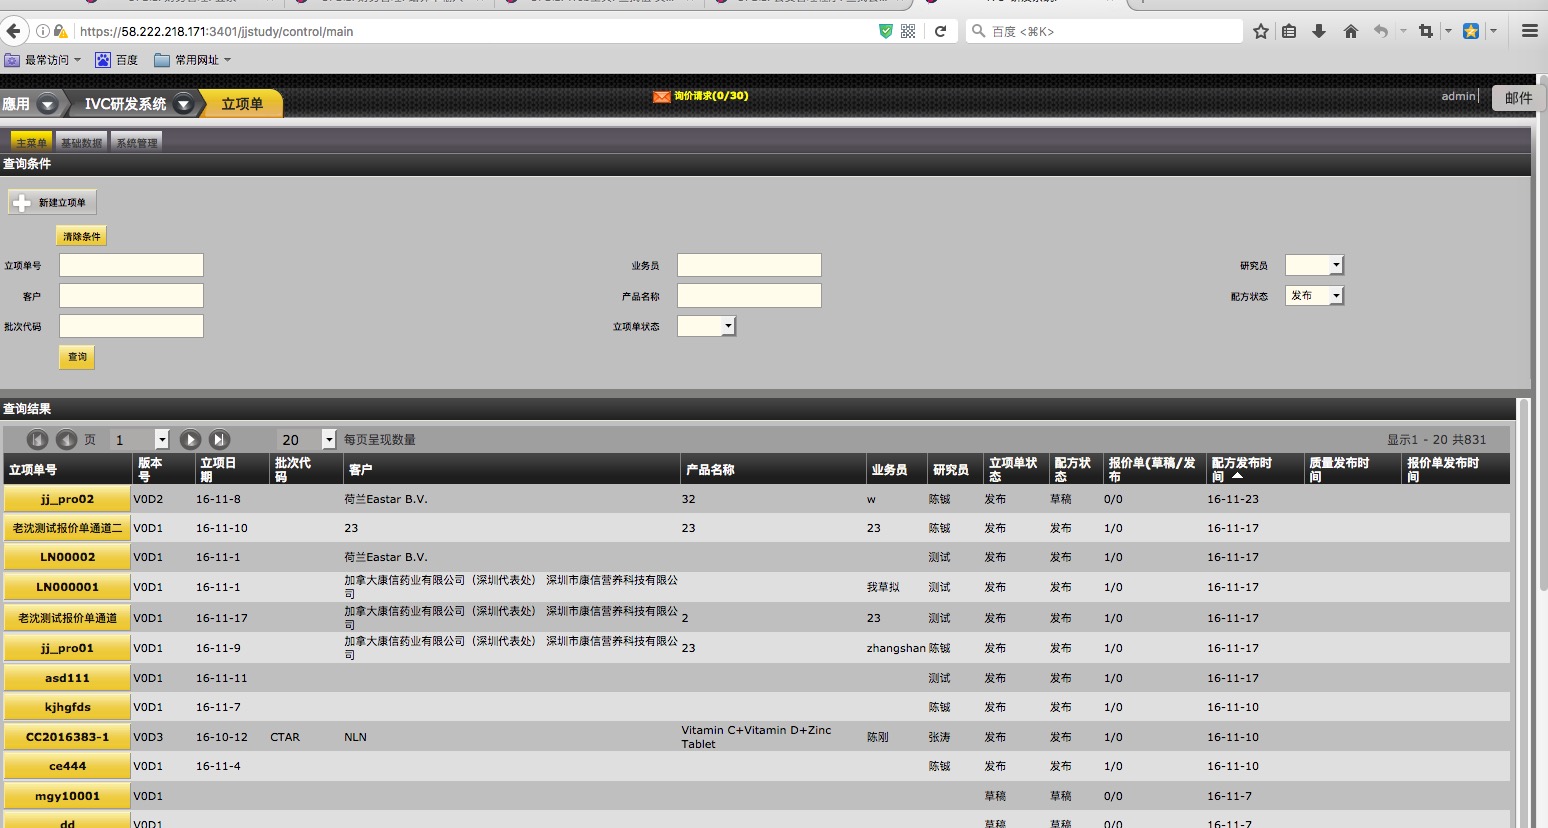 https://58.222.218.171:3401/jjstudy/control/main
百度 <⌘K>
最常访问
百度
常用网址
應用
IVC研发系统
立项单
询价请求(0/30)
admin
邮件
主菜单
基础数据
系统管理
查询条件
新建立项单
清除条件
立项单号
业务员
研究员
客户
产品名称
配方状态
发布
批次代码
立项单状态
查询
查询结果
页 1 20 每页呈现数量 显示1 - 20 共831
立项单号 版本号 立项日期 批次代码 客户 产品名称 业务员 研究员 立项单状态 配方状态 报价单(草稿/发布 配方发布时间 质量发布时间 报价单发布时间
jj_pro02 V0D2 16-11-8 荷兰Eastar B.V. 32 w 陈铖 发布 草稿 0/0 16-11-23
老沈测试报价单通道二 V0D1 16-11-10 23 23 23 陈铖 发布 发布 1/0 16-11-17
LN00002 V0D1 16-11-1 荷兰Eastar B.V. 测试 发布 发布 1/0 16-11-17
LN000001 V0D1 16-11-1 加拿大康信药业有限公司（深圳代表处） 深圳市康信营养科技有限公司 我草拟 测试 发布 发布 1/0 16-11-17
老沈测试报价单通道 V0D1 16-11-17 加拿大康信药业有限公司（深圳代表处） 深圳市康信营养科技有限公司 2 23 测试 发布 发布 1/0 16-11-17
jj_pro01 V0D1 16-11-9 加拿大康信药业有限公司（深圳代表处） 深圳市康信营养科技有限公司 23 zhangshan 陈铖 发布 发布 1/0 16-11-17
asd111 V0D1 16-11-11 测试 发布 发布 1/0 16-11-17
kjhgfds V0D1 16-11-7 陈铖 发布 发布 1/0 16-11-10
CC2016383-1 V0D3 16-10-12 CTAR NLN Vitamin C+Vitamin D+Zinc Tablet 陈刚 张涛 发布 发布 1/0 16-11-10
ce444 V0D1 16-11-4 陈铖 发布 发布 1/0 16-11-10
mgy10001 V0D1 草稿 草稿 0/0 16-11-7
dd V0D1 草稿 草稿 0/0 16-11-7